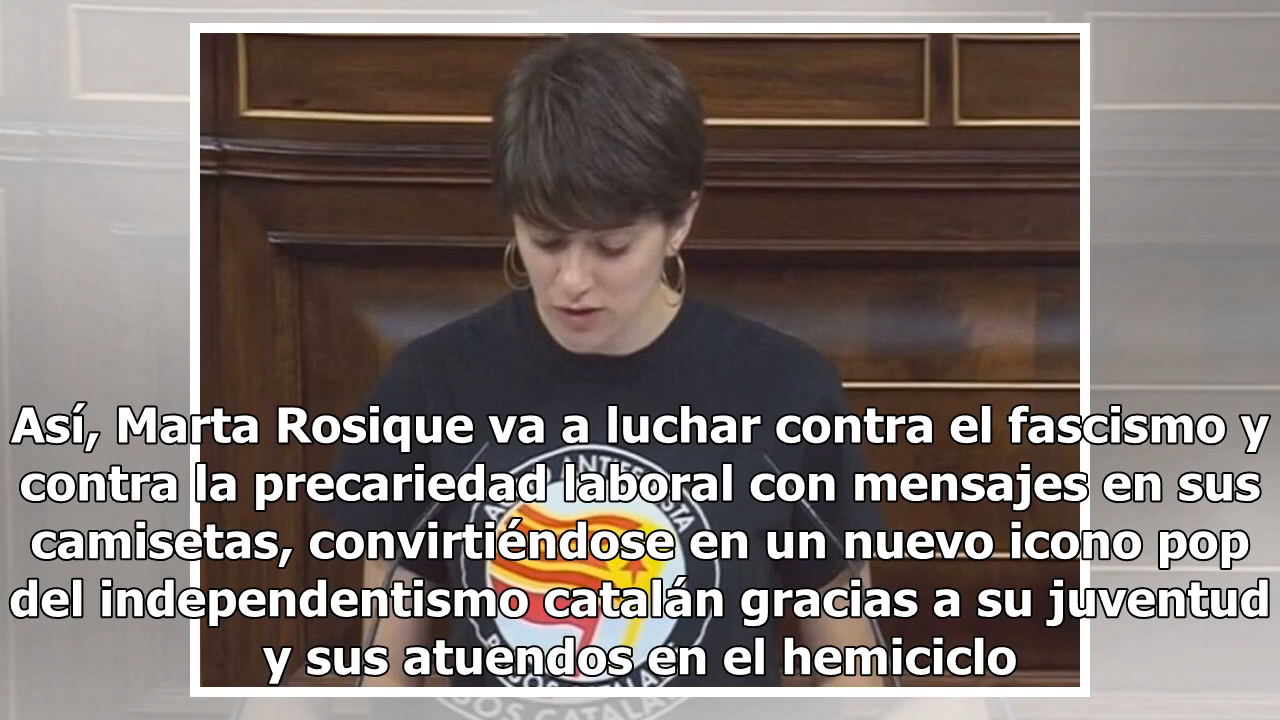 Así, Marta Rosique va a luchar contra el fascismo y
contra la precariedad laboral con mensajes en sus
camisetas, convirtiéndose en un nuevo icono pop
del independentismo catalán gracias a su juventud
y sus atuendos en el hemiciclo